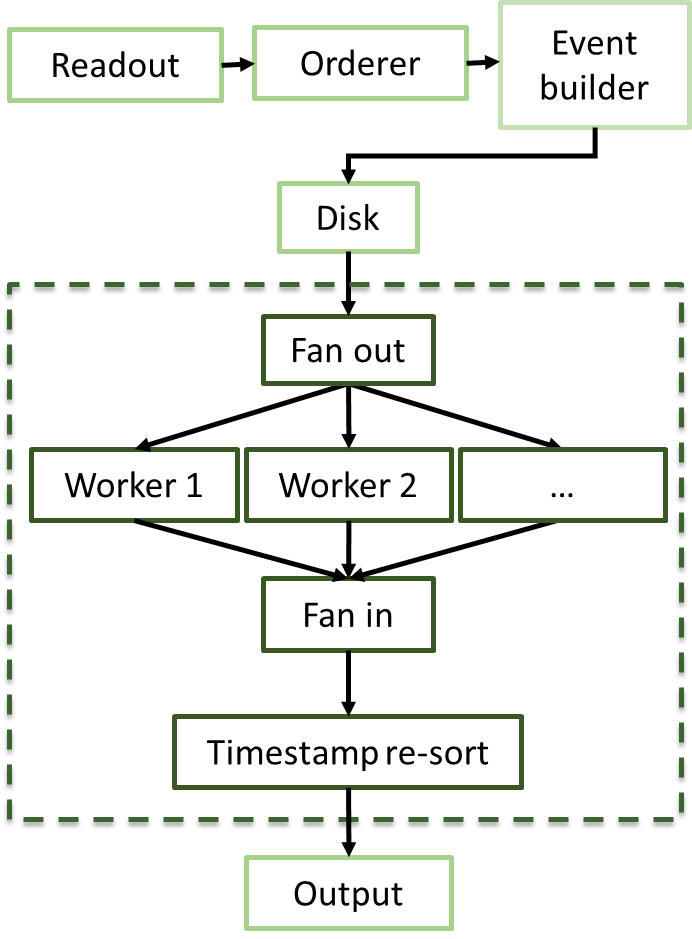 Readout
Orderer
Event
builder
Disk
Fan out
Worker 1
Worker 2
...
Fan in
Timestamp re-sort
Output